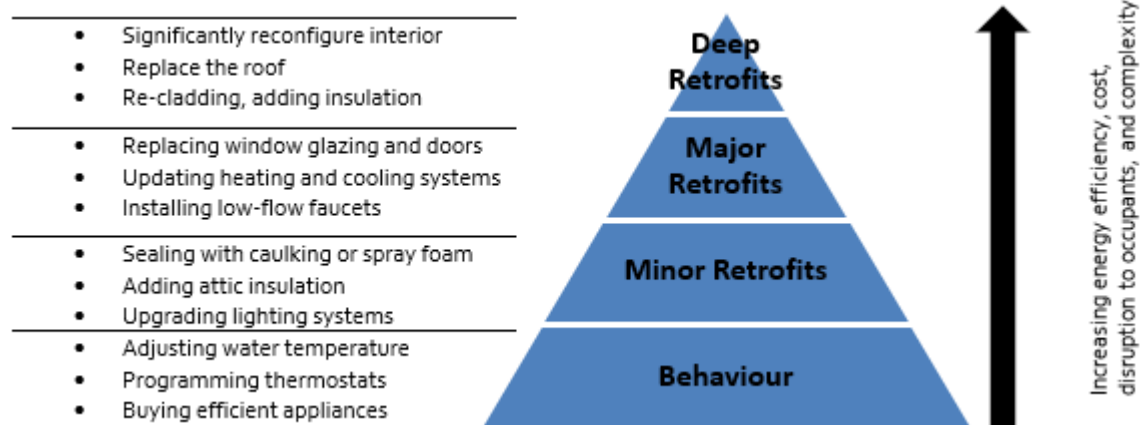 • Significantly reconfigure interior
• Replace the roof
• Re-cladding, adding insulation
Deep
Retrofits
• Replacing window glazing and doors
• Updating heating and cooling systems
• Installing low-flow faucets
Major
Retrofits
• Sealing with caulking or spray foam
• Adding attic insulation
• Upgrading lighting systems
Minor Retrofits
• Adjusting water temperature
• Programming thermostats
• Buying efficient appliances
Behaviour
Increasing energy efficiency, cost,
disruption to occupants, and complexity